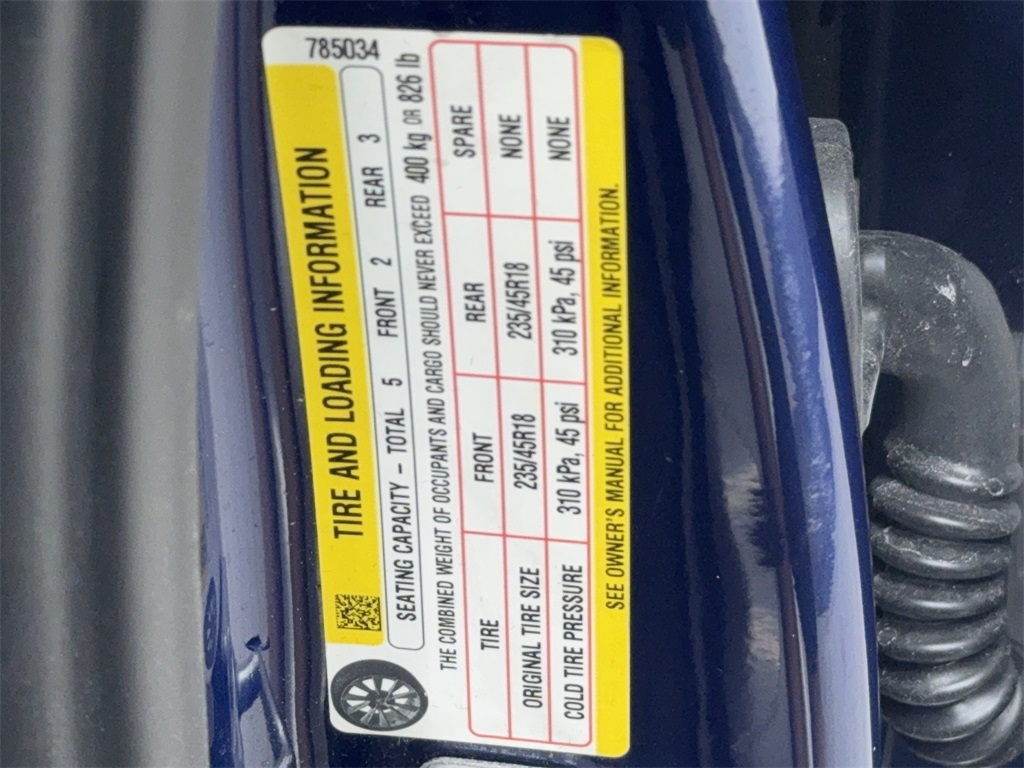 785034
TIRE AND LOADING INFORMATION
SEATING CAPACITY – TOTAL 5 FRONT 2 REAR 3
THE COMBINED WEIGHT OF OCCUPANTS AND CARGO SHOULD NEVER EXCEED 400 kg OR 826 lb
TIRE FRONT REAR SPARE
ORIGINAL TIRE SIZE 235/45R18 235/45R18 NONE
COLD TIRE PRESSURE 310 kPa, 45 psi 310 kPa, 45 psi NONE
SEE OWNER'S MANUAL FOR ADDITIONAL INFORMATION.